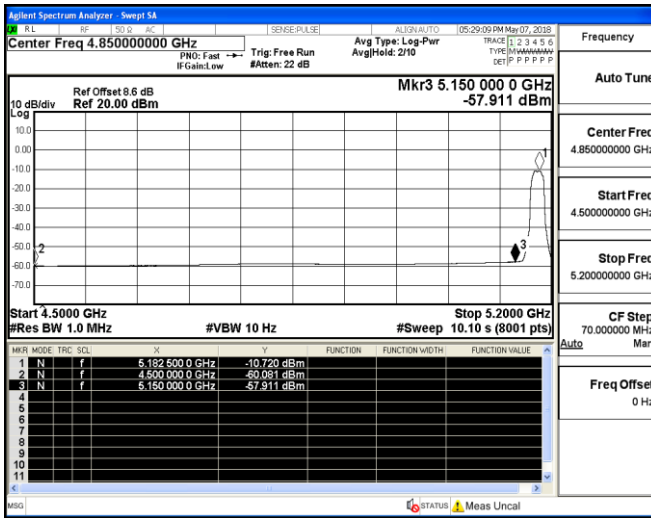 Agilent Spectrum Analyzer - Swept SA
RL RF 50 Ω AC SENSE:PULSE ALIGN AUTO 05:29:09 PM May 07, 2018
Center Freq 4.850000000 GHz
PNO: Fast
IFGain:Low
Trig: Free Run
#Atten: 22 dB
Avg Type: Log-Pwr
Avg|Hold: 2/10
TRACE 1 2 3 4 5 6
TYPE MWWWWW
DET P P P P P P
Mkr3 5.150 000 0 GHz
-57.911 dBm
Ref Offset 8.6 dB
10 dB/div Ref 20.00 dBm
Log
10.0
0.00
-10.0
-20.0
-30.0
-40.0
-50.0
-60.0
-70.0
1
2
3
Start 4.5000 GHz Stop 5.2000 GHz
#Res BW 1.0 MHz #VBW 10 Hz #Sweep 10.10 s (8001 pts)
MKR MODE TRC SCL X Y FUNCTION FUNCTION WIDTH FUNCTION VALUE
1 N f 5.182 500 0 GHz -10.720 dBm
2 N f 4.500 000 0 GHz -60.081 dBm
3 N f 5.150 000 0 GHz -57.911 dBm
4
5
6
7
8
9
10
11
MSG STATUS Meas Uncal
Frequency
Auto Tune
Center Freq
4.850000000 GHz
Start Freq
4.500000000 GHz
Stop Freq
5.200000000 GHz
CF Step
70.000000 MHz
Auto Man
Freq Offset
0 Hz